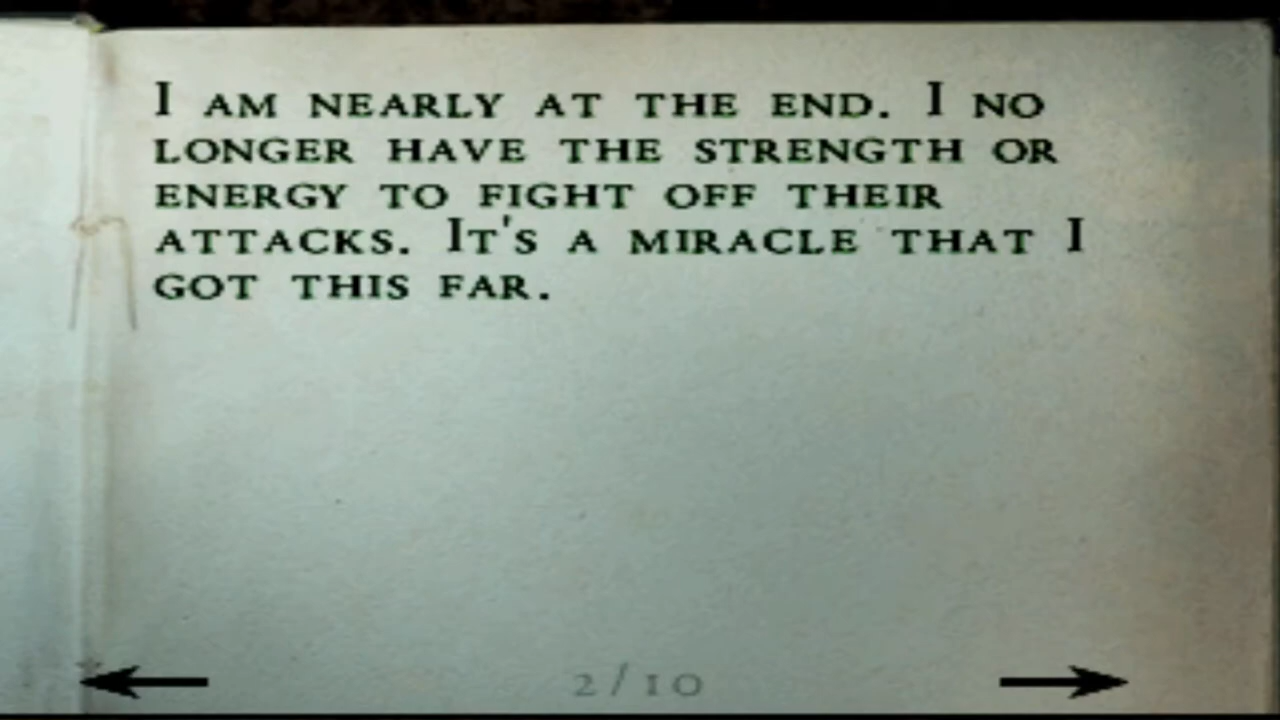 I AM NEARLY AT THE END. I NO
LONGER HAVE THE STRENGTH OR
ENERGY TO FIGHT OFF THEIR
ATTACKS. IT'S A MIRACLE THAT I
GOT THIS FAR.
2/10